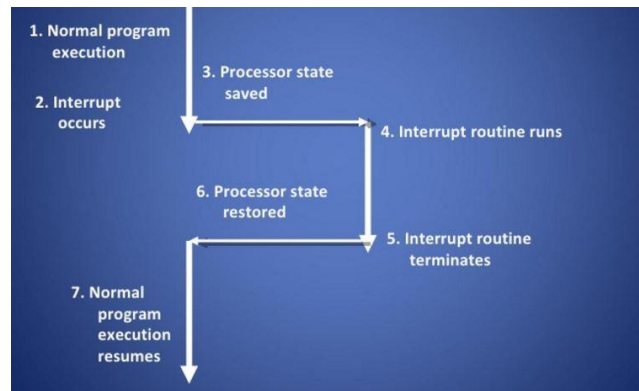 1. Normal program
execution
2. Interrupt
occurs
3. Processor state
saved
4. Interrupt routine runs
5. Interrupt routine
terminates
6. Processor state
restored
7. Normal
program
execution
resumes